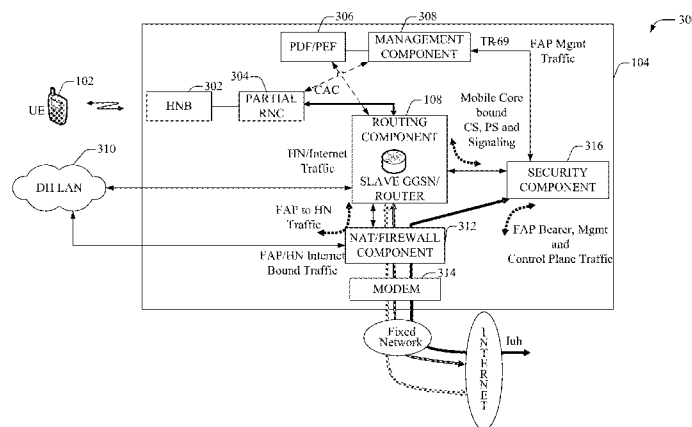 306
308
30
PDF/PEF
MANAGEMENT
COMPONENT
TR-69
FAP Mgmt
Traffic
104
102
UE
302
HNB
304
PARTIAL
RNC
CAC
108
ROUTING
COMPONENT
SLAVE GGSN/
ROUTER
Mobile Core
bound
CS, PS and
Signaling
316
SECURITY
COMPONENT
310
DH LAN
HN/Internet
Traffic
FAP to HN
Traffic
312
NAT/FIREWALL
COMPONENT
FAP/HN Internet
Bound Traffic
FAP Bearer, Mgmt
and
Control Plane Traffic
314
MODEM
Fixed
Network
INTERNET
Iuh